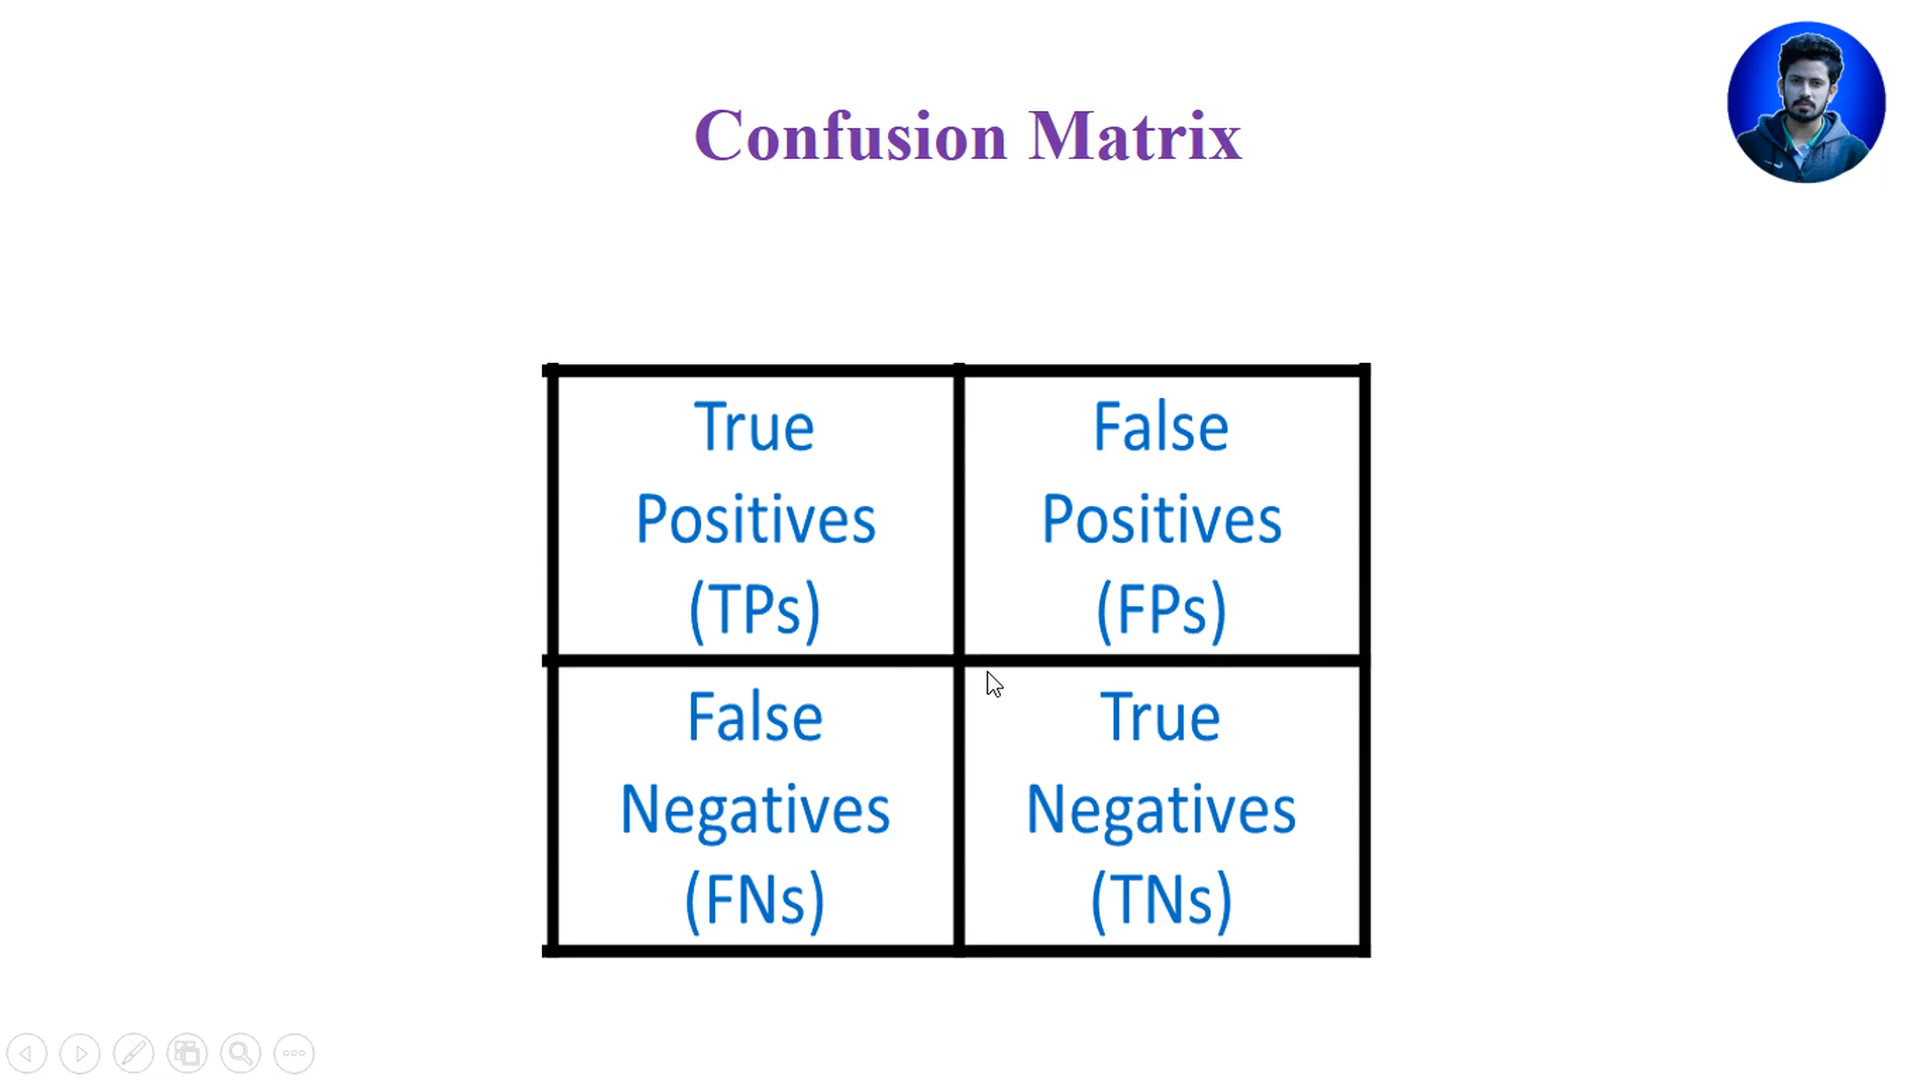 Confusion Matrix
True
Positives
(TPs)
False
Positives
(FPs)
False
Negatives
(FNs)
True
Negatives
(TNs)